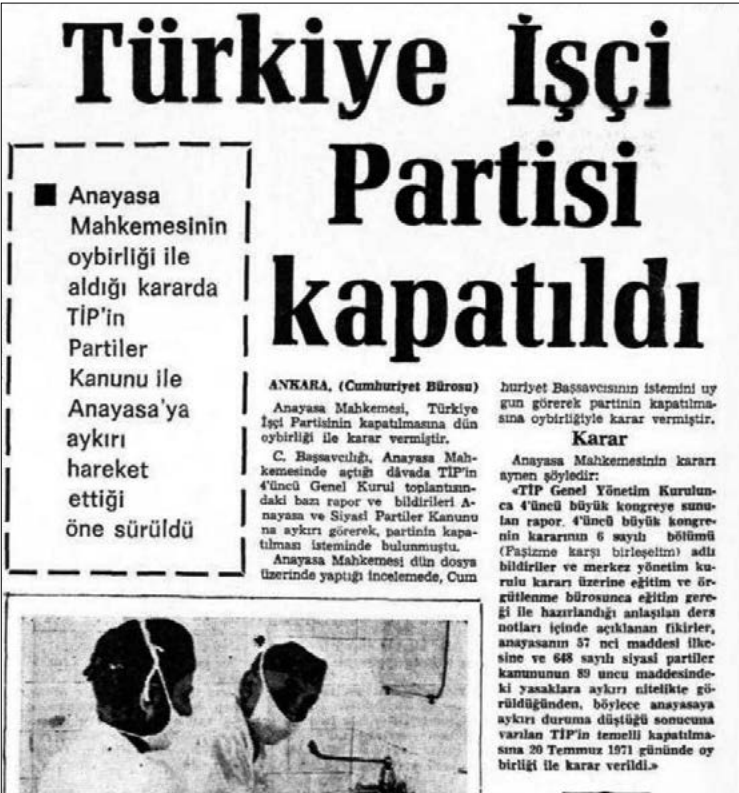 Türkiye İşçi
Partisi
kapatıldı
Anayasa
Mahkemesinin
oybirliği ile
aldığı kararda
TİP'in
Partiler
Kanunu ile
Anayasa'ya
aykırı
hareket
ettiği
öne sürüldü
ANKARA, (Cumhuriyet Bürosu)
Anayasa Mahkemesi, Türkiye
İşçi Partisinin kapatılmasına dün
oybirliği ile karar vermiştir.
C. Başsavcılığı, Anayasa Mah-
kemesinde açtığı dâvada TİP'in
4'üncü Genel Kurul toplantısın-
daki bazı rapor ve bildirileri A-
nayasa ve Siyasi Partiler Kanunu
na aykırı görerek, partinin kapa-
tılması isteminde bulunmuştu.
Anayasa Mahkemesi dün dosya
üzerinde yaptığı incelemede, Cum
huriyet Başsavcısının istemini uy
gun görerek partinin kapatılma-
sına oybirliğiyle karar vermiştir.
Karar
Anayasa Mahkemesinin kararı
aynen şöyledir:
«TİP Genel Yönetim Kurulun-
ca 4'üncü büyük kongreye sunu-
lan rapor, 4'üncü büyük kongre-
nin kararının 6 sayılı bölümü
(Faşizme karşı birleşelim) adlı
bildiriler ve merkez yönetim ku-
rulu kararı üzerine eğitim ve ör-
gütlenme bürosunca eğitim gere-
ği ile hazırlandığı anlaşılan ders
notları içinde açıklanan fikirler,
anayasanın 57 nci maddesi ilke-
sine ve 648 sayılı siyasi partiler
kanununun 89 uncu maddesinde-
ki yasaklara aykırı nitelikte gö-
rüldüğünden, böylece anayasaya
aykırı duruma düştüğü sonucuna
varılan TİP'in temelli kapatılma-
sına 20 Temmuz 1971 gününde oy
birliği ile karar verildi.»